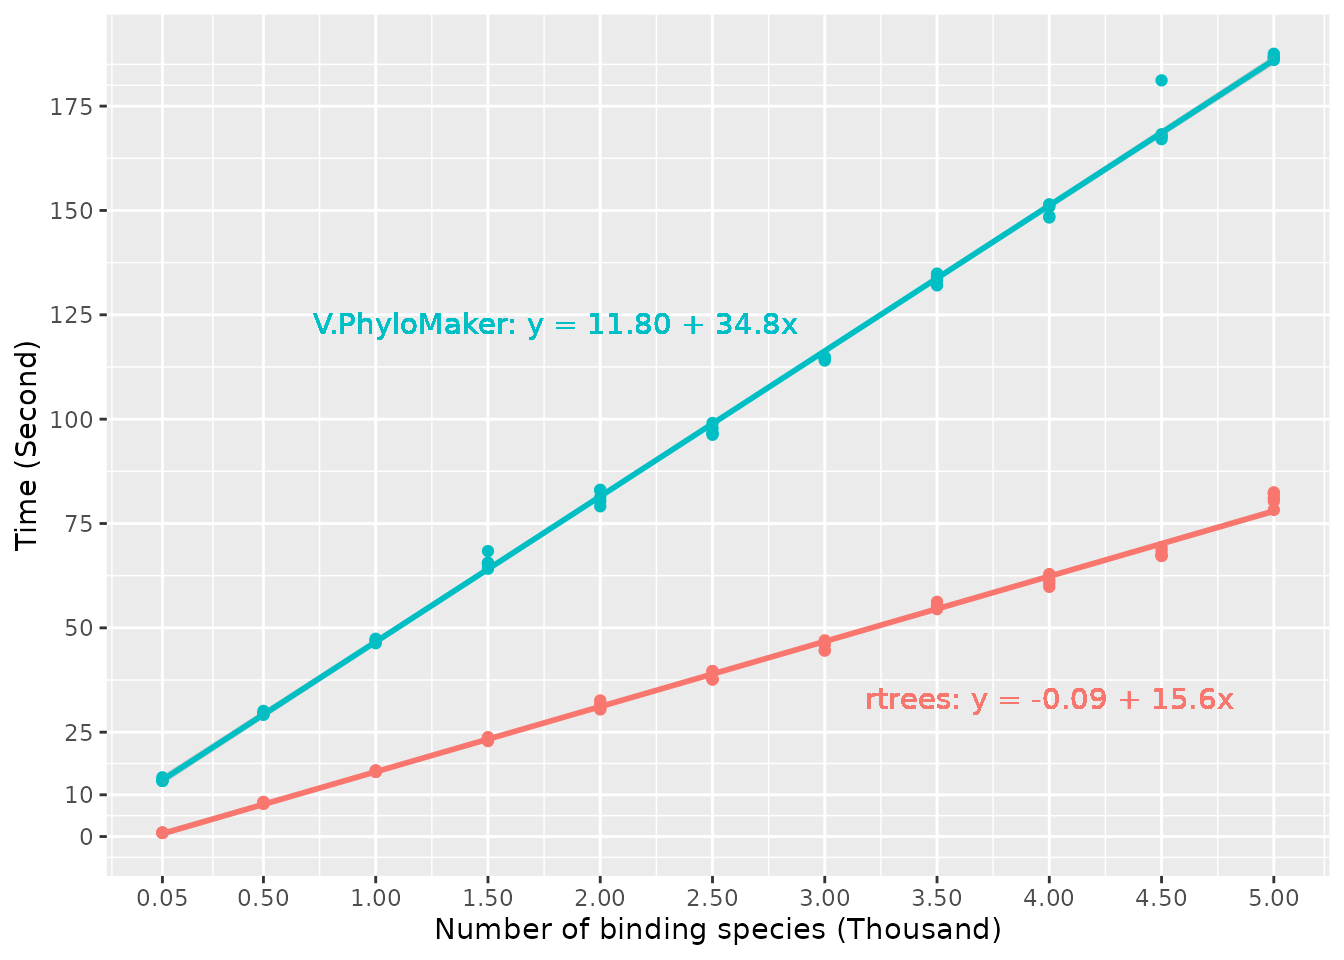 175
150
125
100
75
50
25
10
0
Time (Second)
V.PhyloMaker: y = 11.80 + 34.8x
rtrees: y = -0.09 + 15.6x
0.05 0.50 1.00 1.50 2.00 2.50 3.00 3.50 4.00 4.50 5.00
Number of binding species (Thousand)